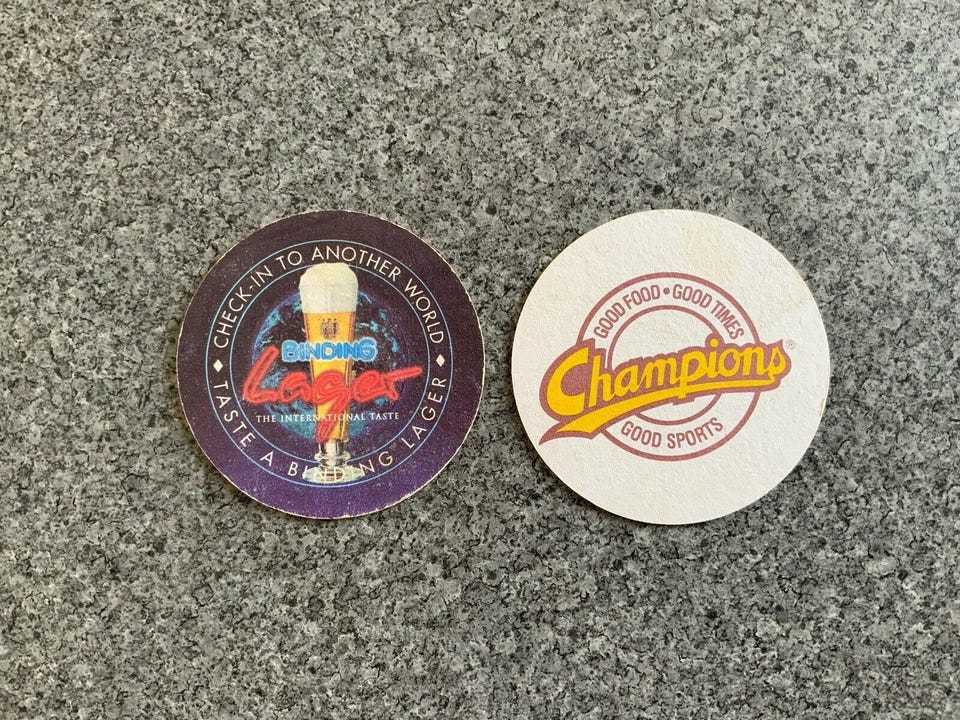 CHECK-IN TO ANOTHER WORLD
BINDING
Lager
THE INTERNATIONAL TASTE
TASTE A BINDING LAGER
GOOD FOOD • GOOD TIMES
Champions®
GOOD SPORTS